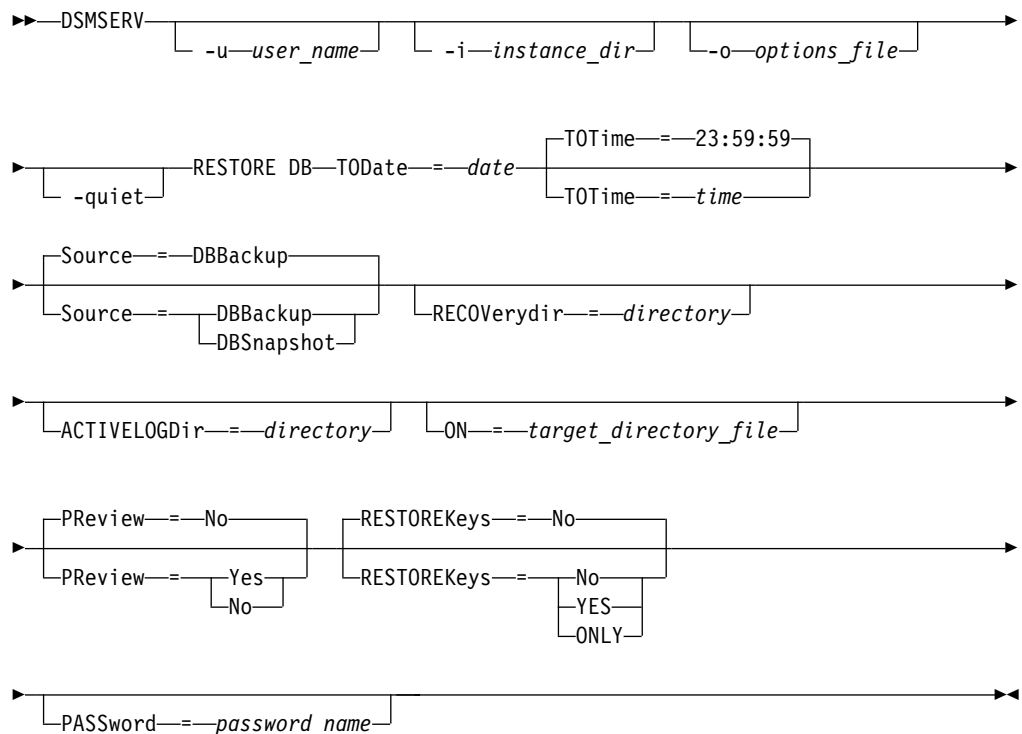 DSMSERV
-u user_name -i instance_dir -o options_file
TOTime = 23:59:59
-quiet RESTORE DB TODate = date TOTime = time
Source = DBBackup
Source = DBBackup
DBSnapshot
RECOVerydir = directory
ACTIVELOGDir = directory ON = target_directory_file
PReview = No RESTOREKeys = No
PReview = Yes RESTOREKeys = No
No YES
ONLY
PASSword = password name